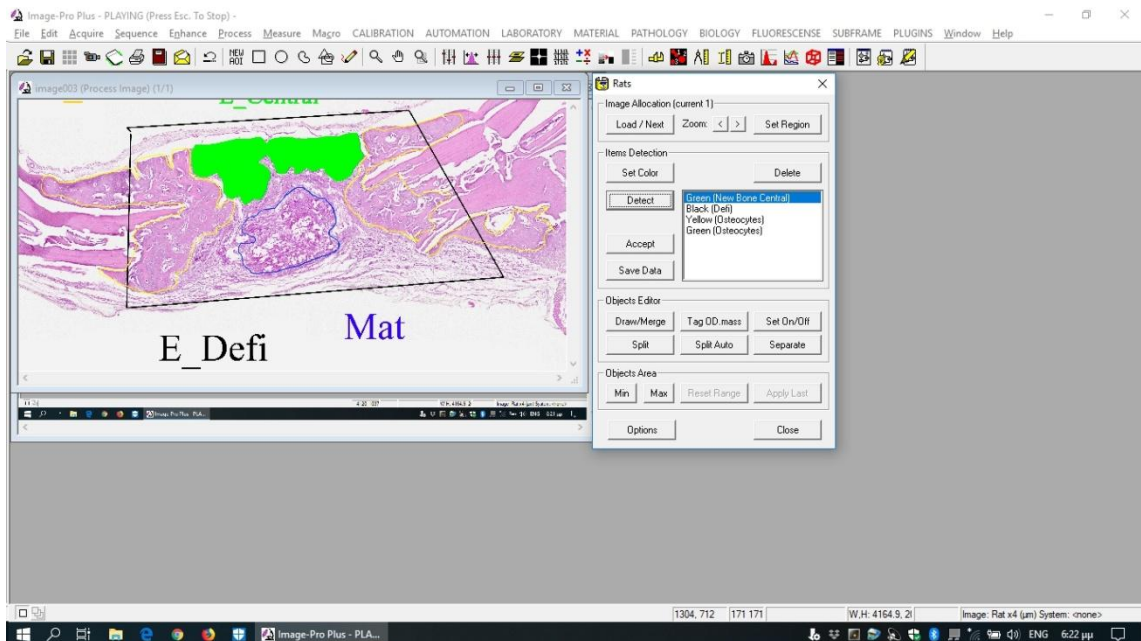 Image-Pro Plus - PLAYING (Press Esc. To Stop) -
File Edit Acquire Sequence Enhance Process Measure Macro CALIBRATION AUTOMATION LABORATORY MATERIAL PATHOLOGY BIOLOGY FLUORESCENSE SUBFRAME PLUGINS Window Help
NEW AOI
image003 (Process Image) (1/1)
E_Central
E_Defi
Mat
Rats
Image Allocation (current 1)
Load / Next Zoom: < > Set Region
Items Detection
Set Color Delete
Detect
Green (New Bone Central)
Black (Defi)
Yellow (Osteocytes)
Green (Osteocytes)
Accept
Save Data
Objects Editor
Draw/Merge Tag OD.mass Set On/Off
Split Split Auto Separate
Objects Area
Min Max Reset Range Apply Last
Options Close
1304, 712 171 171 W,H: 4164.9, 2 Image: Rat x4 (μm) System: <none>
Image-Pro Plus - PLA... ENG 6:22 μμ